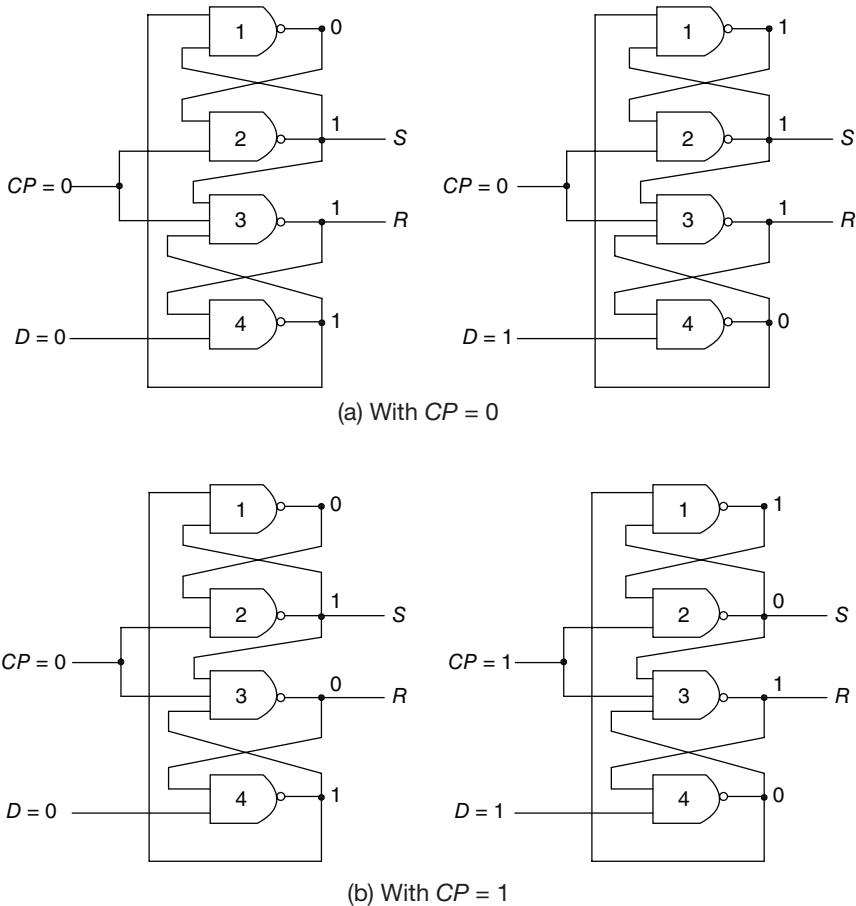 1 0 1 1
2 1 S 2 1 S
CP = 0 CP = 0
3 1 R 3 1 R
4 1 4 0
D = 0 D = 1
(a) With CP = 0
1 0 1 1
2 1 S 2 0 S
CP = 0 CP = 1
3 0 R 3 1 R
4 1 4 0
D = 0 D = 1
(b) With CP = 1